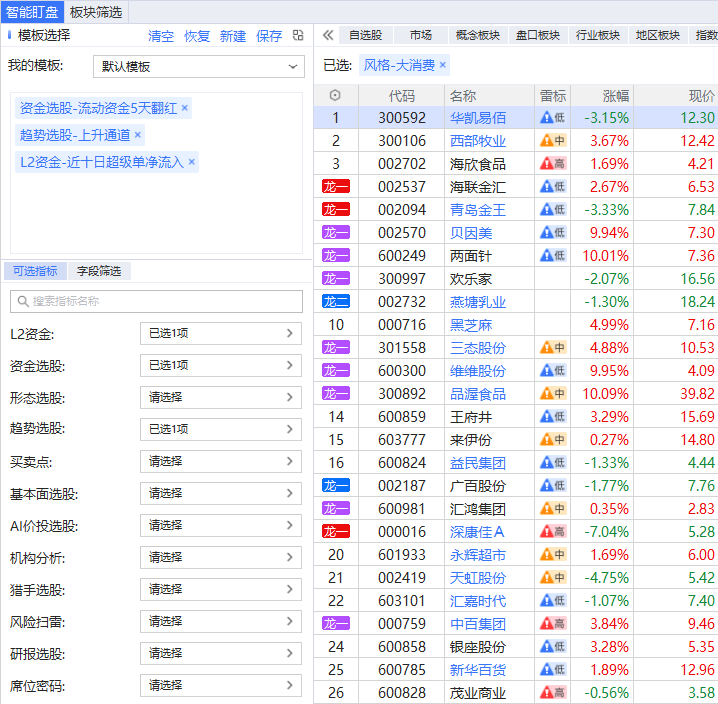 智能盯盘 板块筛选
模板选择 清空 恢复 新建 保存
我的模板: 默认模板
资金选股-流动资金5天翻红 ×
趋势选股-上升通道 ×
L2资金-近十日超级单净流入 ×
可选指标 字段筛选
搜索指标名称
L2资金: 已选1项
资金选股: 已选1项
形态选股: 请选择
趋势选股: 已选1项
买卖点: 请选择
基本面选股: 请选择
AI价投选股: 请选择
机构分析: 请选择
猎手选股: 请选择
风险扫雷: 请选择
研报选股: 请选择
席位密码: 请选择
自选股 市场 概念板块 盘口板块 行业板块 地区板块 指数
已选: 风格-大消费 ×
代码 名称 雷标 涨幅 现价
1 300592 华凯易佰 低 -3.15% 12.30
2 300106 西部牧业 中 3.67% 12.42
3 002702 海欣食品 高 1.69% 4.21
龙一 002537 海联金汇 低 2.67% 6.53
龙一 002094 青岛金王 低 -3.33% 7.84
龙一 002570 贝因美 低 9.94% 7.30
龙一 600249 两面针 低 10.01% 7.36
龙一 300997 欢乐家 -2.07% 16.56
龙二 002732 燕塘乳业 -1.30% 18.24
10 000716 黑芝麻 4.99% 7.16
龙一 301558 三态股份 中 4.88% 10.53
龙一 600300 维维股份 低 9.95% 4.09
龙一 300892 品渥食品 中 10.09% 39.82
14 600859 王府井 低 3.29% 15.69
15 603777 来伊份 中 0.27% 14.80
16 600824 益民集团 低 -1.33% 4.44
龙一 002187 广百股份 低 -1.77% 7.76
龙一 600981 汇鸿集团 中 0.35% 2.83
龙一 000016 深康佳A 高 -7.04% 5.28
20 601933 永辉超市 中 1.69% 6.00
21 002419 天虹股份 中 -4.75% 5.42
22 603101 汇嘉时代 低 -1.07% 7.40
龙一 000759 中百集团 高 3.84% 9.46
24 600858 银座股份 低 3.28% 5.35
25 600785 新华百货 低 1.89% 12.96
26 600828 茂业商业 高 -0.56% 3.58